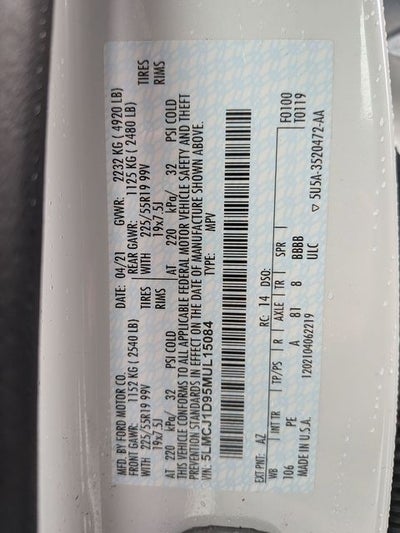 MFD. BY FORD MOTOR CO. DATE: 04/21 GVWR: 2232 KG ( 4920 LB)
FRONT GAWR: 1152 KG ( 2540 LB) REAR GAWR: 1125 KG ( 2480 LB)
WITH 225/55R19 99V TIRES WITH 225/55R19 99V TIRES
19x7.5J RIMS 19x7.5J RIMS
AT 220 kPa/ 32 PSI COLD AT 220 kPa/ 32 PSI COLD
THIS VEHICLE CONFORMS TO ALL APPLICABLE FEDERAL MOTOR VEHICLE SAFETY AND THEFT
PREVENTION STANDARDS IN EFFECT ON THE DATE OF MANUFACTURE SHOWN ABOVE.
VIN: 5LMCJ1D95MUL15084 TYPE: MPV
F0100
T0119
EXT PNT: AZ RC: 14 DSO:
WB INT TR TP/PS R AXLE TR SPR
106 PE A 81 8 BBBB
ULC
MADE IN U.S.A. 1202104062219 ▽ 5U5A-3520472-AA